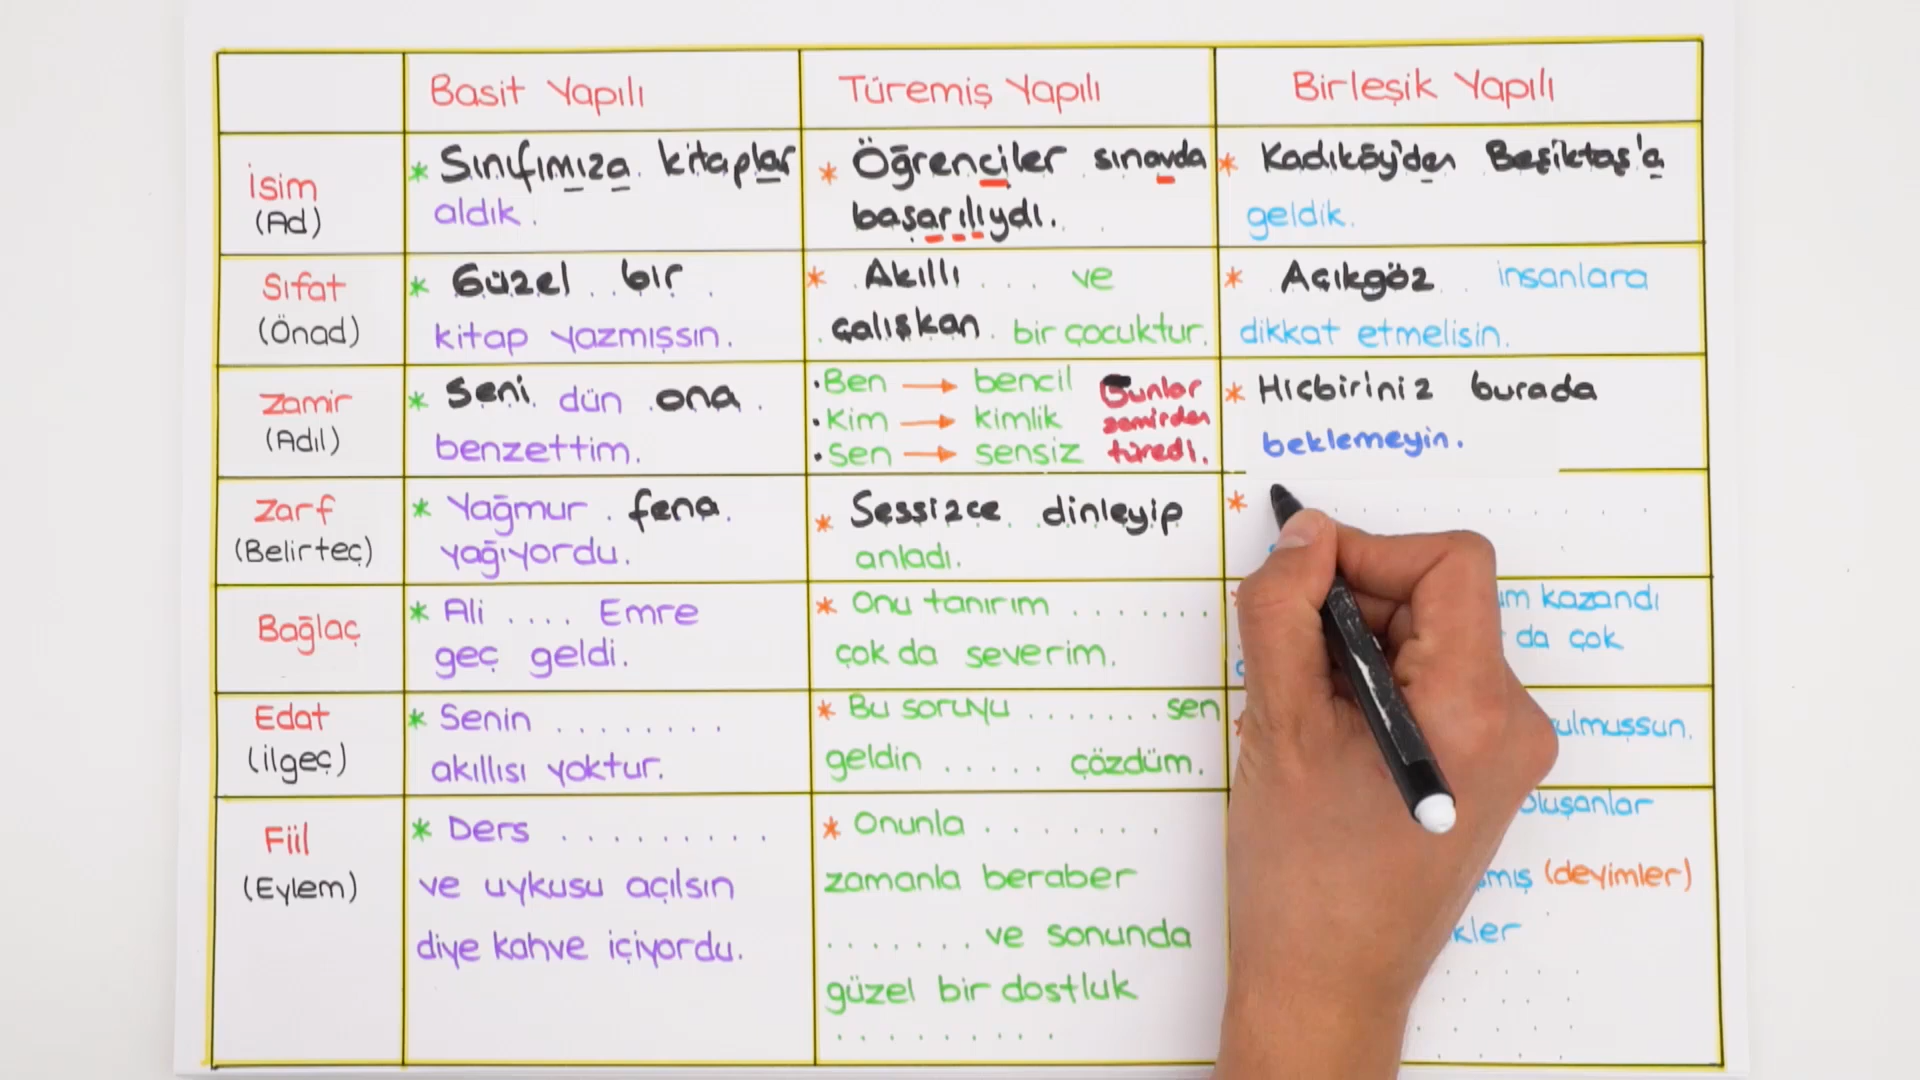 Basit Yapılı
Türemiş Yapılı
Birleşik Yapılı
İsim
(Ad)
* Sınıfımıza kitaplar
aldık.
* Öğrenciler sınavda
başarılıydı.
* Kadıköy'den Beşiktaş'a
geldik.
Sıfat
(Önad)
* Güzel . . bir .
kitap yazmışsın.
* . Akıllı . . . ve
. çalışkan . bir çocuktur.
* Açıkgöz . . insanlara
dikkat etmelisin.
Zamir
(Adıl)
* Seni . dün . ona .
benzettim.
• Ben → bencil
• Kim → kimlik
• Sen → sensiz
Bunlar
zamirden
türedi.
* Hiçbiriniz burada
beklemeyin.
Zarf
(Belirteç)
* Yağmur . fena .
yağıyordu.
* Sessizce dinleyip
anladı.
*
Bağlaç
* Ali . . . . Emre
geç geldi.
* Onu tanırım . . . . . . .
çok da severim.
kazandı
da çok
Edat
(ilgeç)
* Senin . . . . . . . .
akıllısı yoktur.
* Bu soruyu . . . . . . . sen
geldin . . . . . çözdüm.
ulmuşsun.
Fiil
(Eylem)
* Ders . . . . . . . . .
ve uykusu açılsın
diye kahve içiyordu.
* Onunla . . . . . . .
zamanla beraber
. . . . . . . ve sonunda
güzel bir dostluk
. . . . . . . . .
oluşanlar
mış (deyimler)
kler